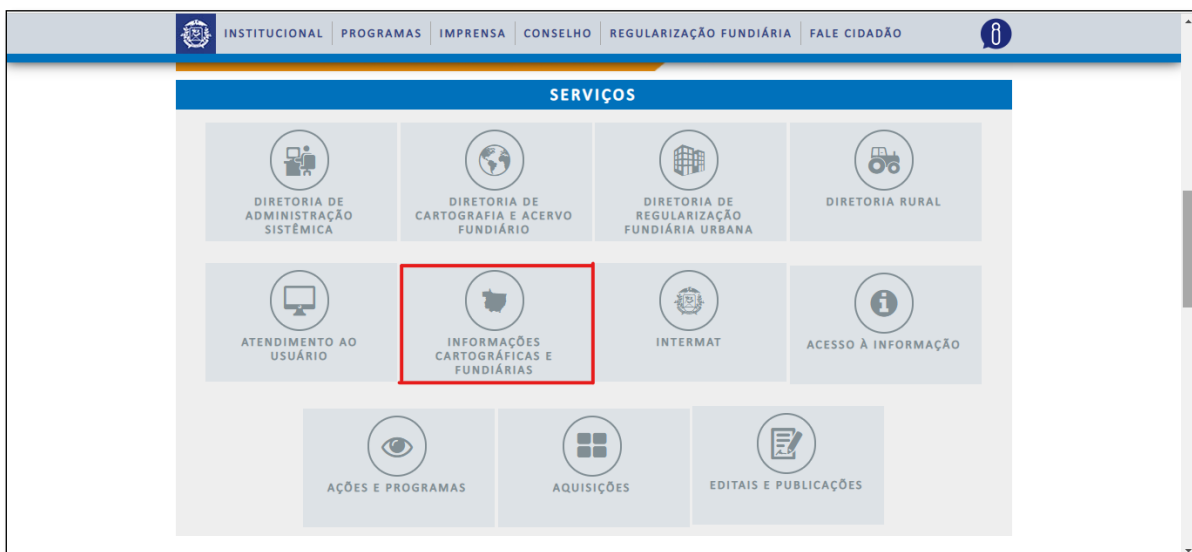 INSTITUCIONAL PROGRAMAS IMPRENSA CONSELHO REGULARIZAÇÃO FUNDIÁRIA FALE CIDADÃO
SERVIÇOS
DIRETORIA DE
ADMINISTRAÇÃO
SISTÊMICA
DIRETORIA DE
CARTOGRAFIA E ACERVO
FUNDIÁRIO
DIRETORIA DE
REGULARIZAÇÃO
FUNDIÁRIA URBANA
DIRETORIA RURAL
ATENDIMENTO AO
USUÁRIO
INFORMAÇÕES
CARTOGRÁFICAS E
FUNDIÁRIAS
INTERMAT
ACESSO À INFORMAÇÃO
AÇÕES E PROGRAMAS
AQUISIÇÕES
EDITAIS E PUBLICAÇÕES